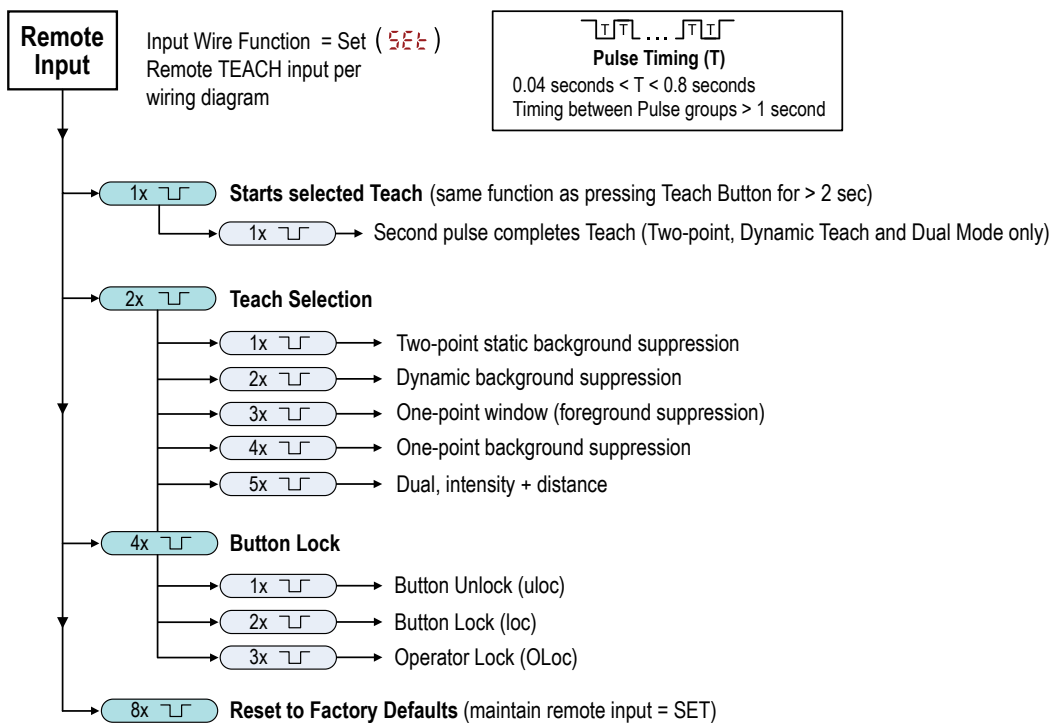 Remote
Input
Input Wire Function = Set ( SEt )
Remote TEACH input per
wiring diagram
T T ... T T
Pulse Timing (T)
0.04 seconds < T < 0.8 seconds
Timing between Pulse groups > 1 second
1x Starts selected Teach (same function as pressing Teach Button for > 2 sec)
1x Second pulse completes Teach (Two-point, Dynamic Teach and Dual Mode only)
2x Teach Selection
1x Two-point static background suppression
2x Dynamic background suppression
3x One-point window (foreground suppression)
4x One-point background suppression
5x Dual, intensity + distance
4x Button Lock
1x Button Unlock (uloc)
2x Button Lock (loc)
3x Operator Lock (OLoc)
8x Reset to Factory Defaults (maintain remote input = SET)